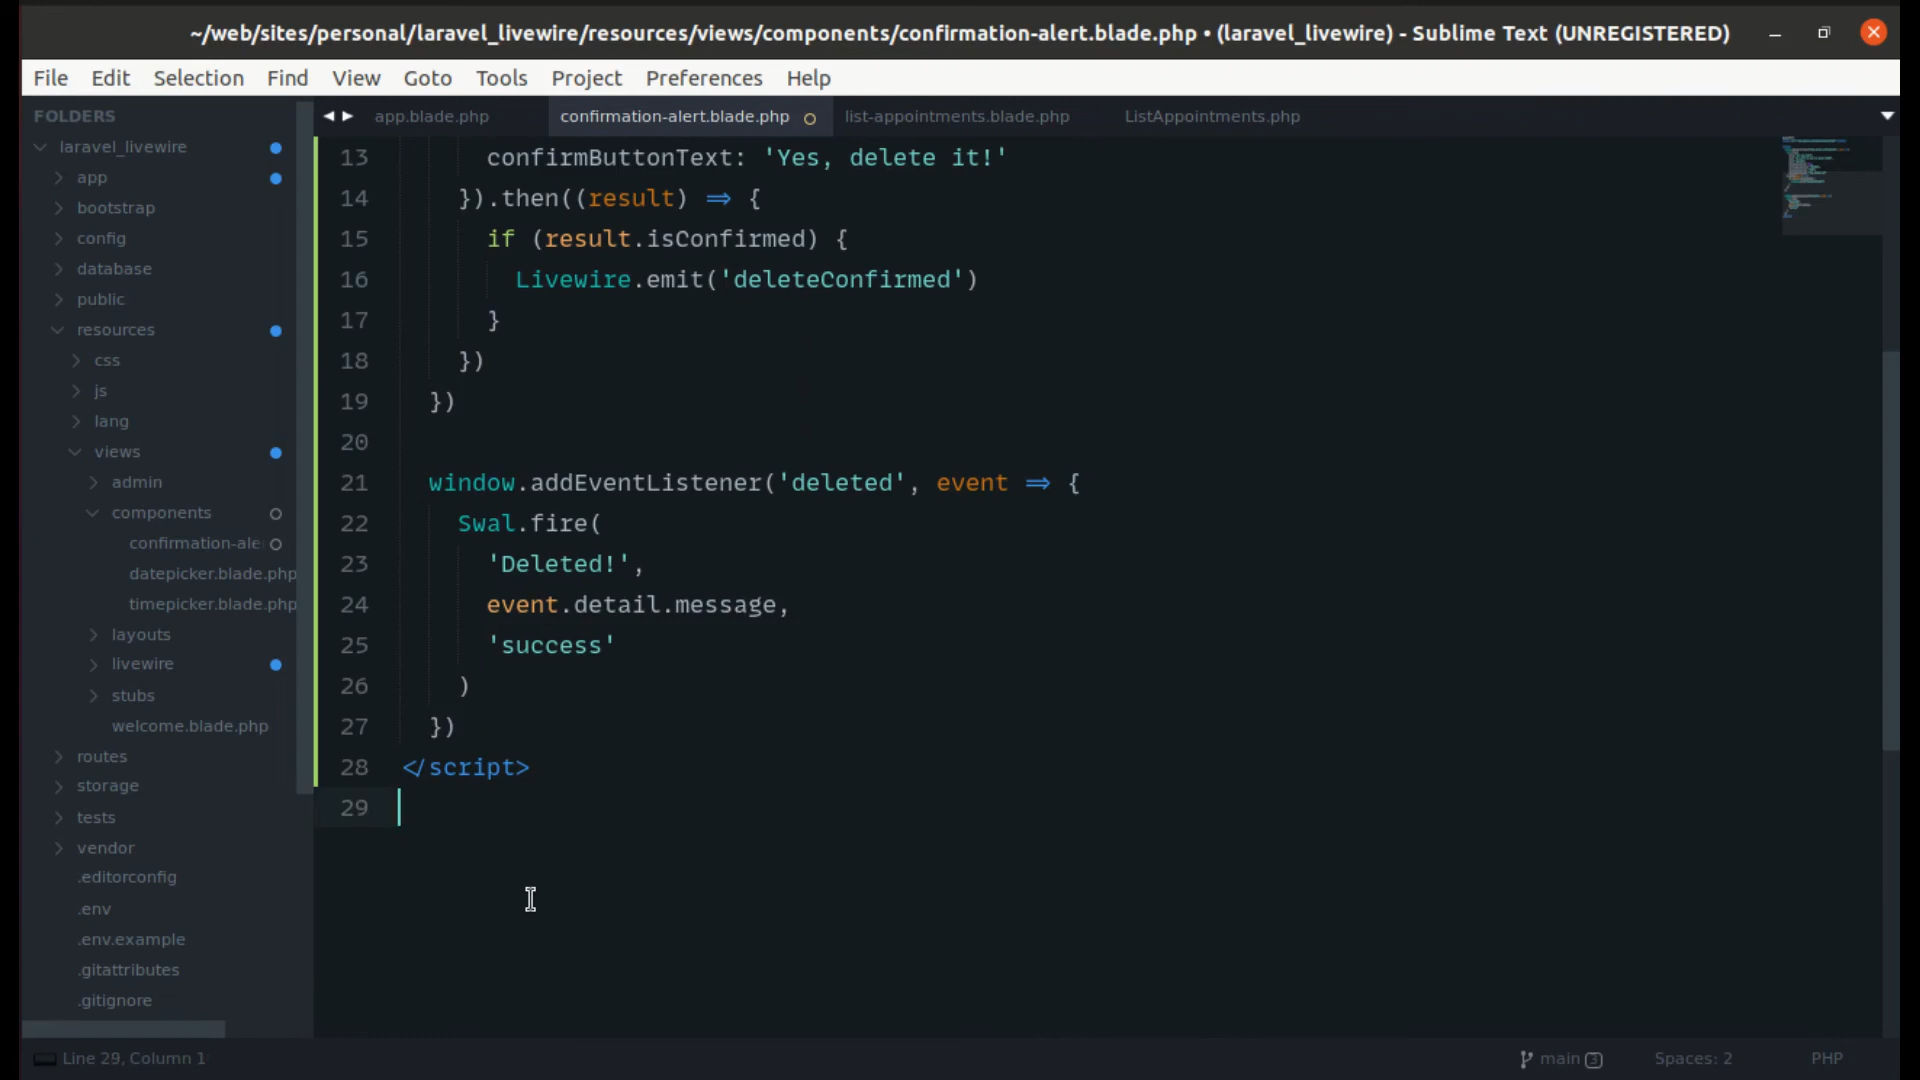 ~/web/sites/personal/laravel_livewire/resources/views/components/confirmation-alert.blade.php • (laravel_livewire) - Sublime Text (UNREGISTERED)
File Edit Selection Find View Goto Tools Project Preferences Help
FOLDERS
laravel_livewire
app
bootstrap
config
database
public
resources
css
js
lang
views
admin
components
confirmation-ale
datepicker.blade.php
timepicker.blade.php
layouts
livewire
stubs
welcome.blade.php
routes
storage
tests
vendor
.editorconfig
.env
.env.example
.gitattributes
.gitignore
app.blade.php confirmation-alert.blade.php list-appointments.blade.php ListAppointments.php
13 confirmButtonText: 'Yes, delete it!'
14 }).then((result) => {
15 if (result.isConfirmed) {
16 Livewire.emit('deleteConfirmed')
17 }
18 })
19 })
20
21 window.addEventListener('deleted', event => {
22 Swal.fire(
23 'Deleted!',
24 event.detail.message,
25 'success'
26 )
27 })
28 </script>
29
Line 29, Column 1 main 3 Spaces: 2 PHP